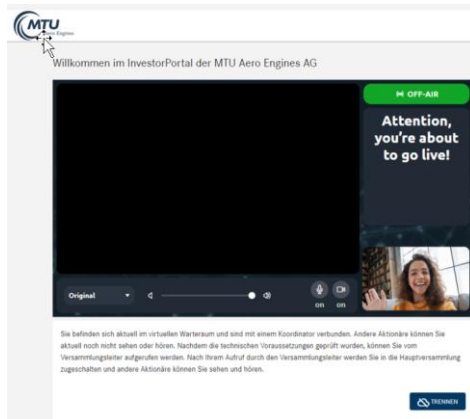 MTU
Aero Engines
Willkommen im InvestorPortal der MTU Aero Engines AG
OFF-AIR
Attention,
you're about
to go live!
Original
on on
Sie befinden sich aktuell im virtuellen Warteraum und sind mit einem Koordinator verbunden. Andere Aktionäre können Sie
aktuell noch nicht sehen oder hören. Nachdem die technischen Voraussetzungen geprüft wurden, können Sie vom
Versammlungsleiter aufgerufen werden. Nach Ihrem Aufruf durch den Versammlungsleiter werden Sie in die Hauptversammlung
zugeschalten und andere Aktionäre können Sie sehen und hören.
TRENNEN